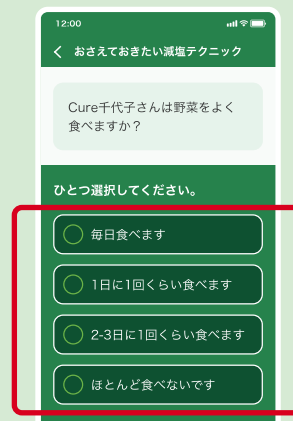 12:00
おさえておきたい減塩テクニック
Cure千代子さんは野菜をよく
食べますか？
ひとつ選択してください。
毎日食べます
1日に1回くらい食べます
2-3日に1回くらい食べます
ほとんど食べないです